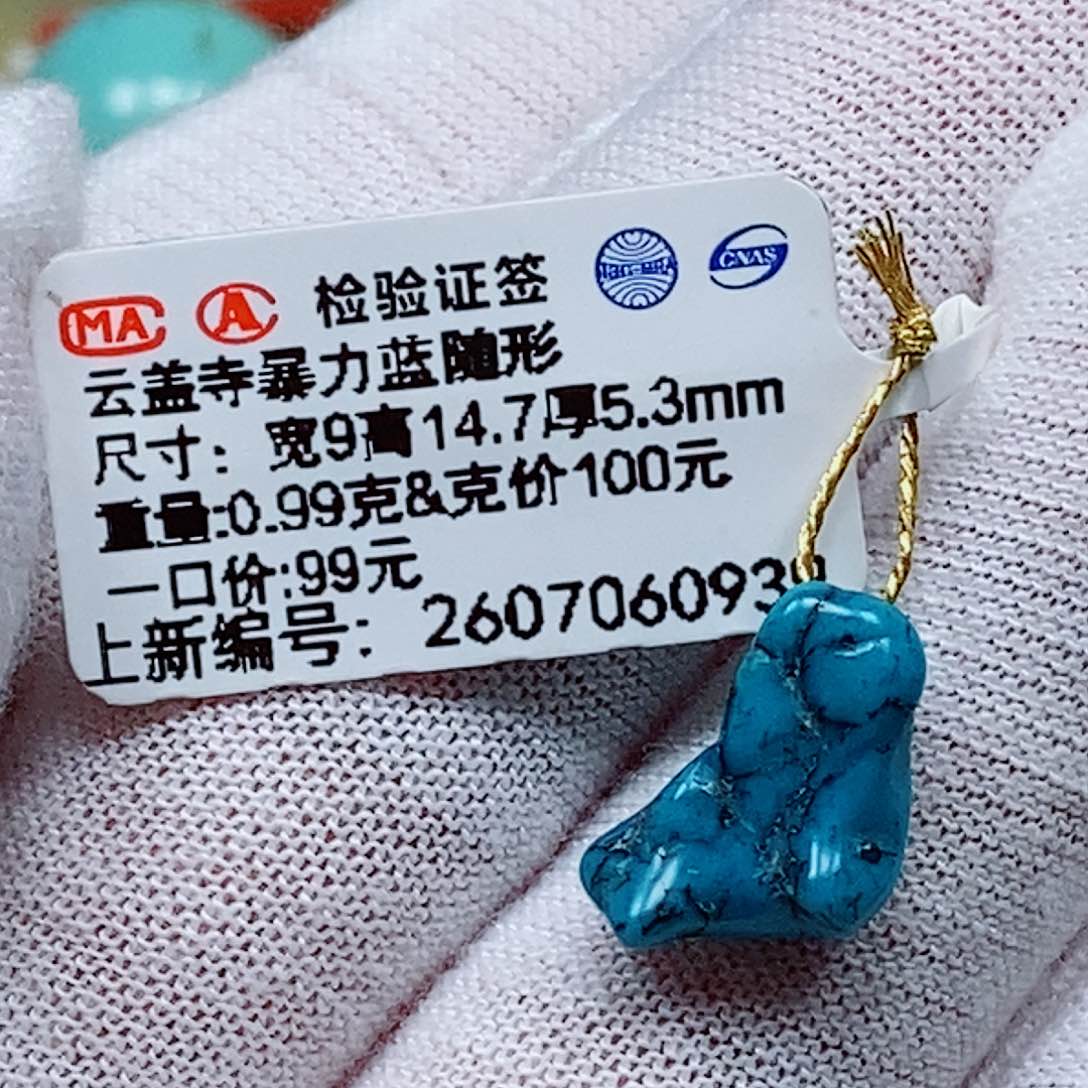 MA A 检验证签 CNAS
云盖寺暴力蓝随形
尺寸：宽9高14.7厚5.3mm
重量:0.99克&克价100元
一口价:99元
上新编号：2607060939